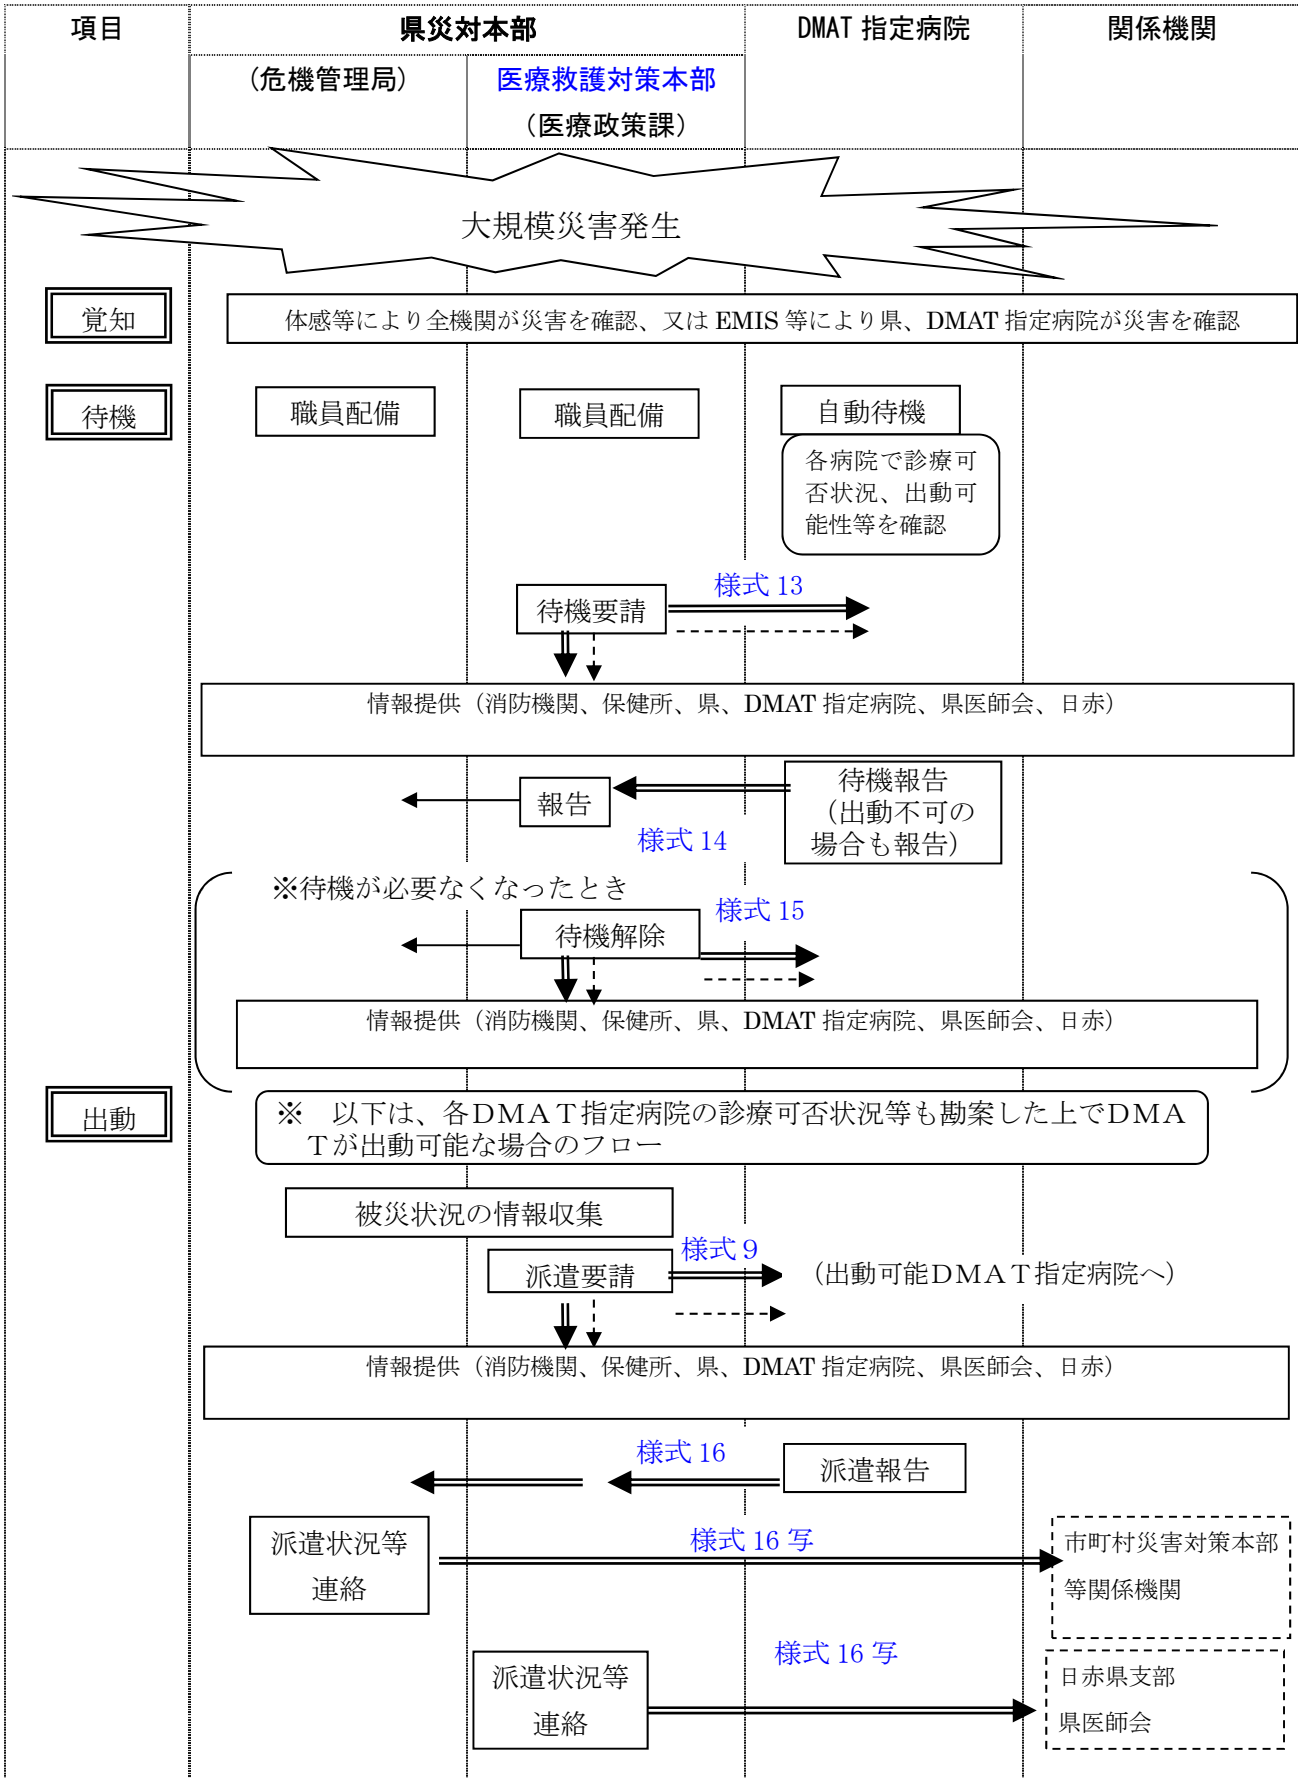 項目
県災対本部
DMAT 指定病院
関係機関
(危機管理局)
医療救護対策本部
(医療政策課)
大規模災害発生
覚知
体感等により全機関が災害を確認、又は EMIS 等により県、DMAT 指定病院が災害を確認
待機
職員配備
職員配備
自動待機
各病院で診療可
否状況、出動可
能性等を確認
様式 13
待機要請
情報提供（消防機関、保健所、県、DMAT 指定病院、県医師会、日赤）
報告
待機報告
（出動不可の
場合も報告）
様式 14
※待機が必要なくなったとき
様式 15
待機解除
情報提供（消防機関、保健所、県、DMAT 指定病院、県医師会、日赤）
出動
※　以下は、各ＤＭＡＴ指定病院の診療可否状況等も勘案した上でＤＭＡ
Ｔが出動可能な場合のフロー
被災状況の情報収集
様式 9
派遣要請
（出動可能ＤＭＡＴ指定病院へ）
情報提供（消防機関、保健所、県、DMAT 指定病院、県医師会、日赤）
様式 16
派遣報告
派遣状況等
連絡
様式 16 写
市町村災害対策本部
等関係機関
様式 16 写
派遣状況等
連絡
日赤県支部
県医師会